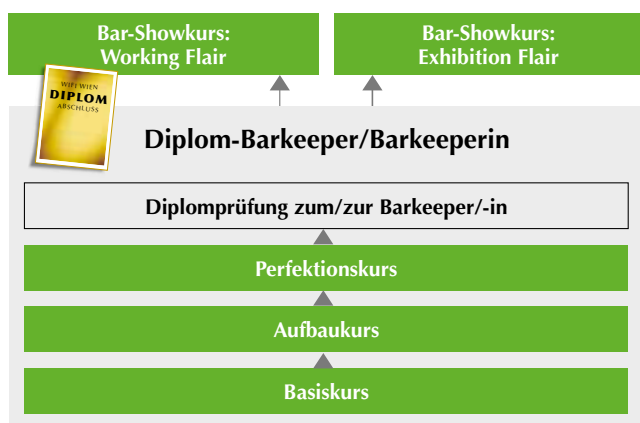 Bar-Showkurs:
Working Flair
Bar-Showkurs:
Exhibition Flair
WIFI WIEN
DIPLOM
ABSCHLUSS
Diplom-Barkeeper/Barkeeperin
Diplomprüfung zum/zur Barkeeper/-in
Perfektionskurs
Aufbaukurs
Basiskurs